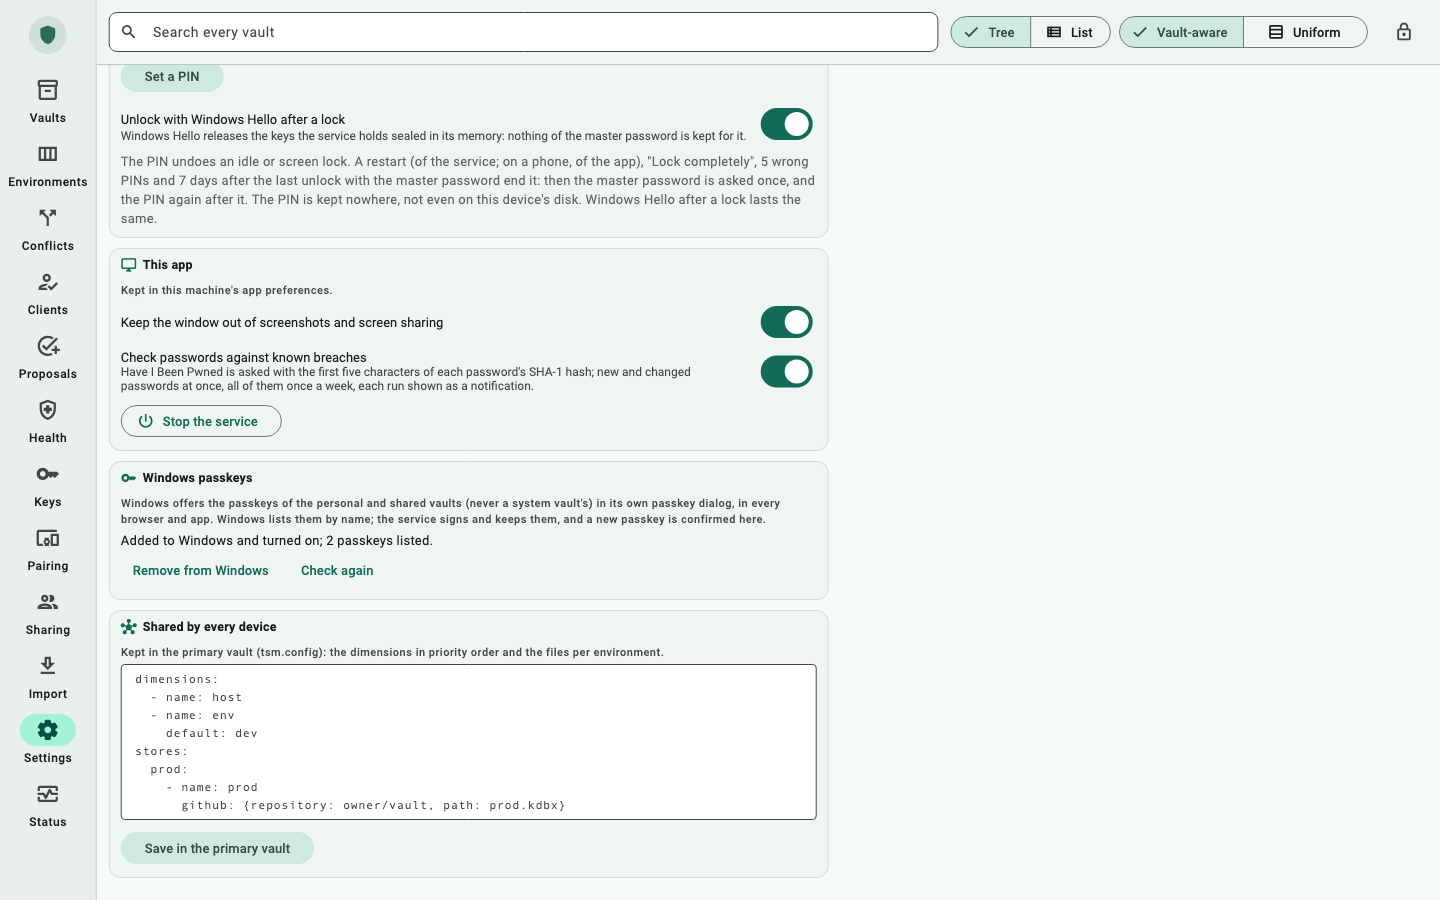 Search every vault
Tree
List
Vault-aware
Uniform
Vaults
Environments
Conflicts
Clients
Proposals
Health
Keys
Pairing
Sharing
Import
Settings
Status
Set a PIN
Unlock with Windows Hello after a lock
Windows Hello releases the keys the service holds sealed in its memory: nothing of the master password is kept for it.
The PIN undoes an idle or screen lock. A restart (of the service; on a phone, of the app), "Lock completely", 5 wrong
PINs and 7 days after the last unlock with the master password end it: then the master password is asked once, and
the PIN again after it. The PIN is kept nowhere, not even on this device's disk. Windows Hello after a lock lasts the
same.
This app
Kept in this machine's app preferences.
Keep the window out of screenshots and screen sharing
Check passwords against known breaches
Have I Been Pwned is asked with the first five characters of each password's SHA-1 hash; new and changed
passwords at once, all of them once a week, each run shown as a notification.
Stop the service
Windows passkeys
Windows offers the passkeys of the personal and shared vaults (never a system vault's) in its own passkey dialog, in every
browser and app. Windows lists them by name; the service signs and keeps them, and a new passkey is confirmed here.
Added to Windows and turned on; 2 passkeys listed.
Remove from Windows
Check again
Shared by every device
Kept in the primary vault (tsm.config): the dimensions in priority order and the files per environment.
dimensions:
  - name: host
  - name: env
    default: dev
stores:
  prod:
    - name: prod
      github: {repository: owner/vault, path: prod.kdbx}
Save in the primary vault